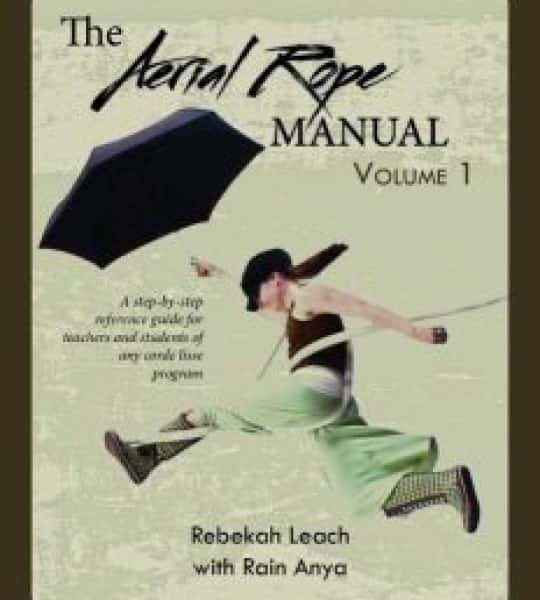 The Aerial Rope
MANUAL
VOLUME 1
A step-by-step
reference guide for
teachers and students of
any corde lisse
program
Rebekah Leach
with Rain Anya